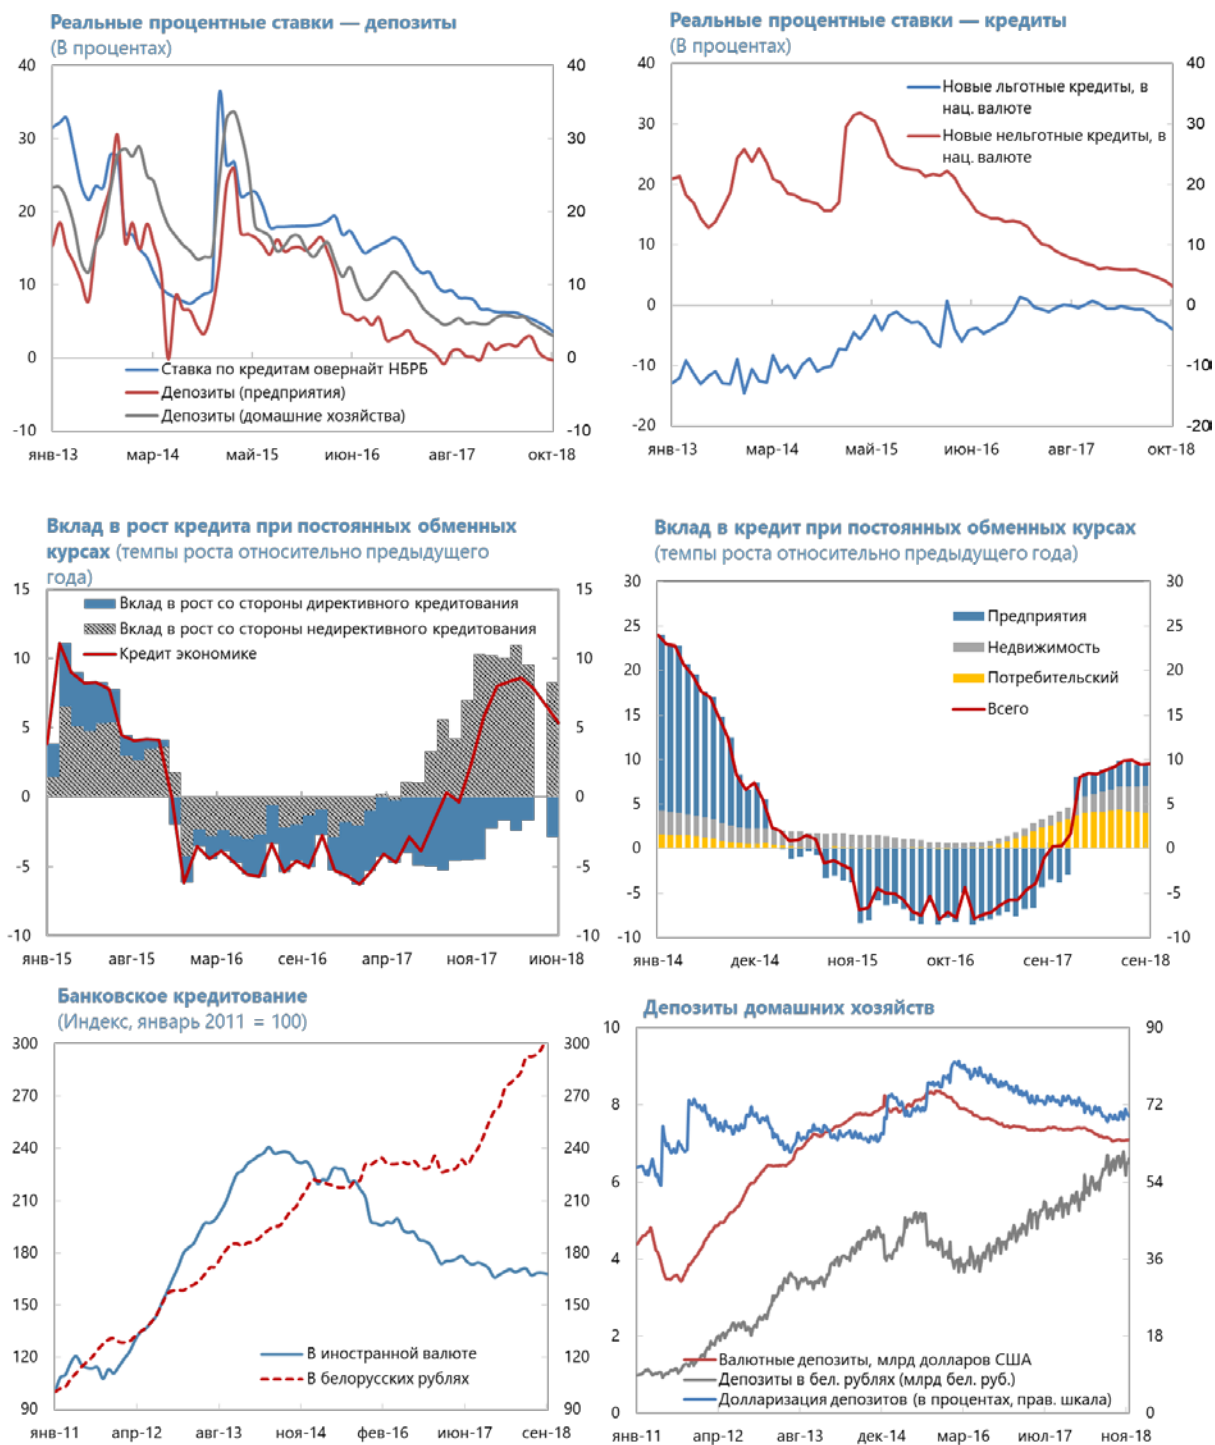 Реальные процентные ставки — депозиты
(В процентах)
40 40
30 30
20 20
10 10
0 0
-10 -10
Ставка по кредитам овернайт НБРБ
Депозиты (предприятия)
Депозиты (домашние хозяйства)
янв-13 мар-14 май-15 июн-16 авг-17 окт-18
Реальные процентные ставки — кредиты
(В процентах)
40 40
30 30
20 20
10 10
0 0
-10 -10
-20 -20
Новые льготные кредиты, в
нац. валюте
Новые нельготные кредиты, в
нац. валюте
янв-13 мар-14 май-15 июн-16 авг-17 окт-18
Вклад в рост кредита при постоянных обменных
курсах (темпы роста относительно предыдущего
года)
15 15
10 10
5 5
0 0
-5 -5
-10 -10
Вклад в рост со стороны директивного кредитования
Вклад в рост со стороны недирективного кредитования
Кредит экономике
янв-15 авг-15 мар-16 сен-16 апр-17 ноя-17 июн-18
Вклад в кредит при постоянных обменных курсах
(темпы роста относительно предыдущего года)
30 30
25 25
20 20
15 15
10 10
5 5
0 0
-5 -5
-10 -10
Предприятия
Недвижимость
Потребительский
Всего
янв-14 дек-14 ноя-15 окт-16 сен-17 сен-18
Банковское кредитование
(Индекс, январь 2011 = 100)
300 300
270 270
240 240
210 210
180 180
150 150
120 120
90 90
В иностранной валюте
В белорусских рублях
янв-11 апр-12 авг-13 ноя-14 фев-16 июн-17 сен-18
Депозиты домашних хозяйств
10 90
8 72
6 54
4 36
2 18
0 0
Валютные депозиты, млрд долларов США
Депозиты в бел. рублях (млрд бел. руб.)
Долларизация депозитов (в процентах, прав. шкала)
янв-11 апр-12 авг-13 дек-14 мар-16 июл-17 ноя-18